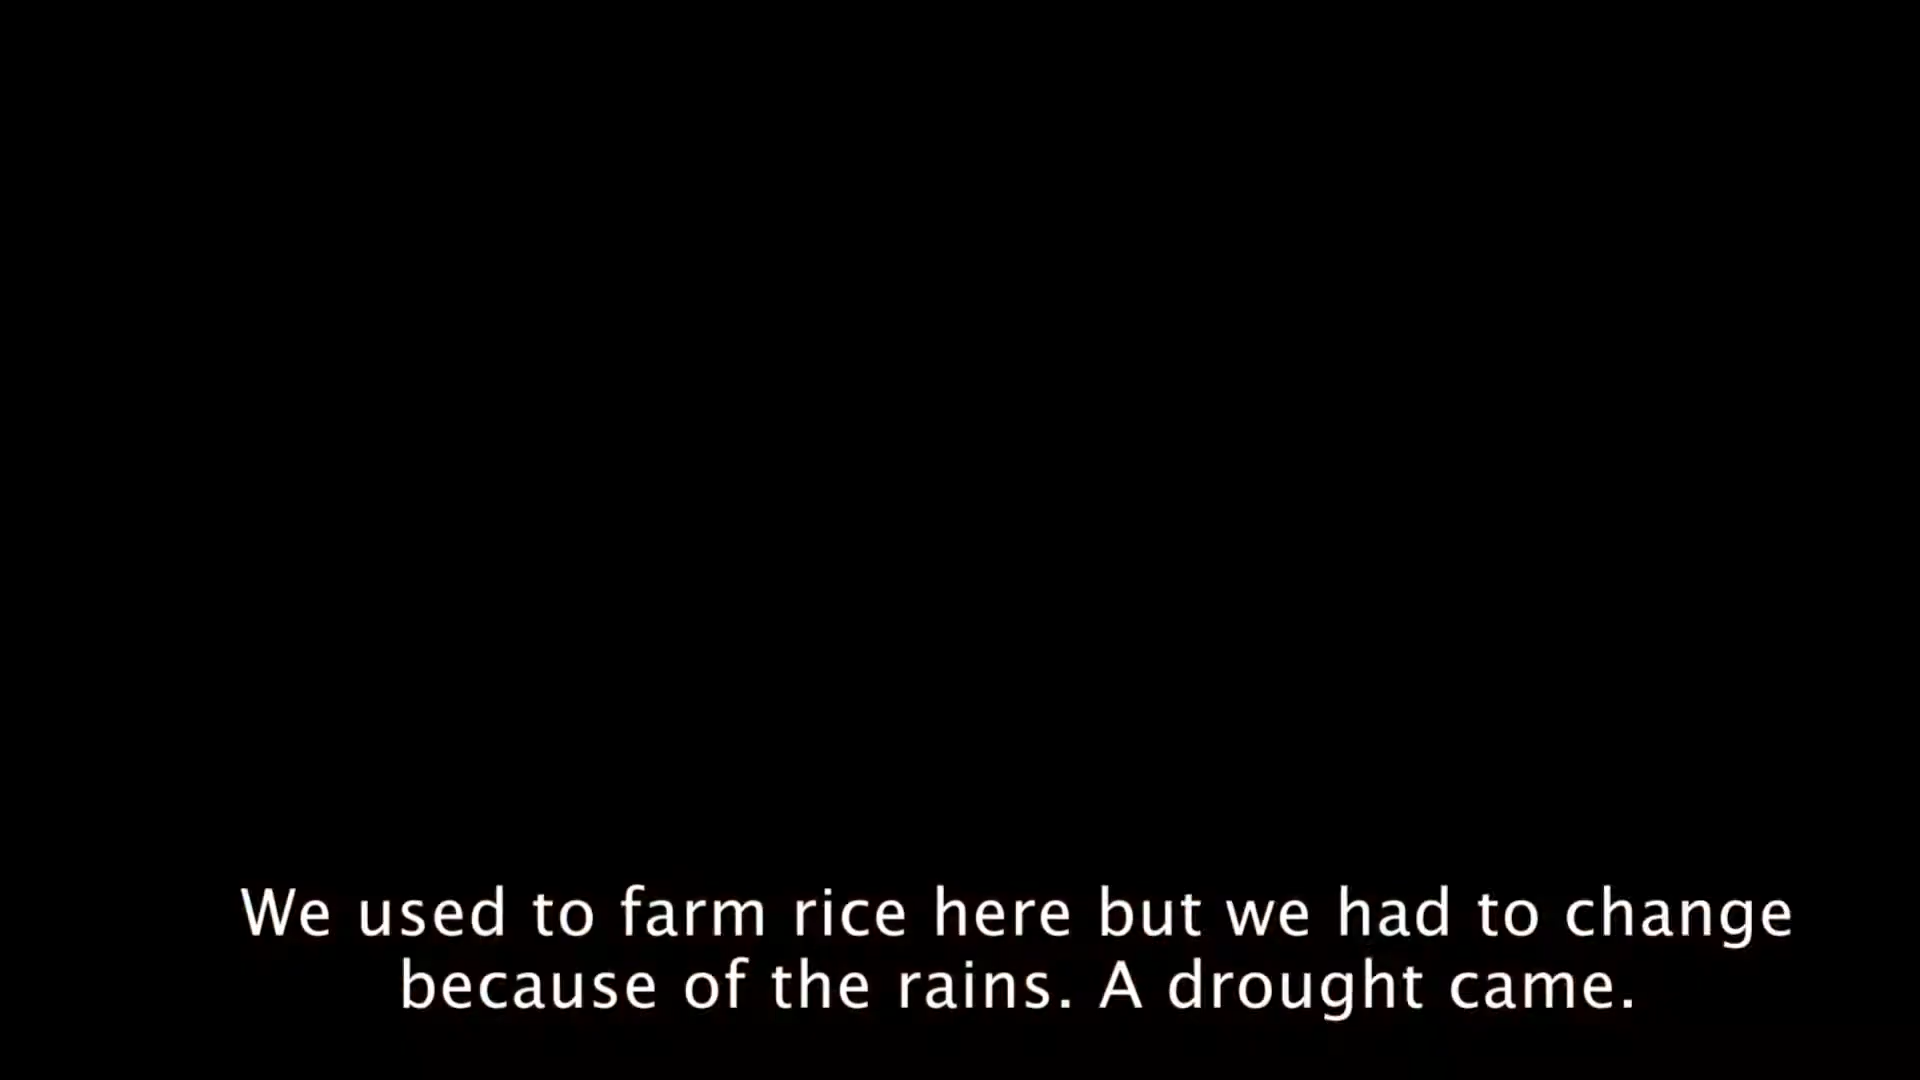 We used to farm rice here but we had to change
because of the rains. A drought came.